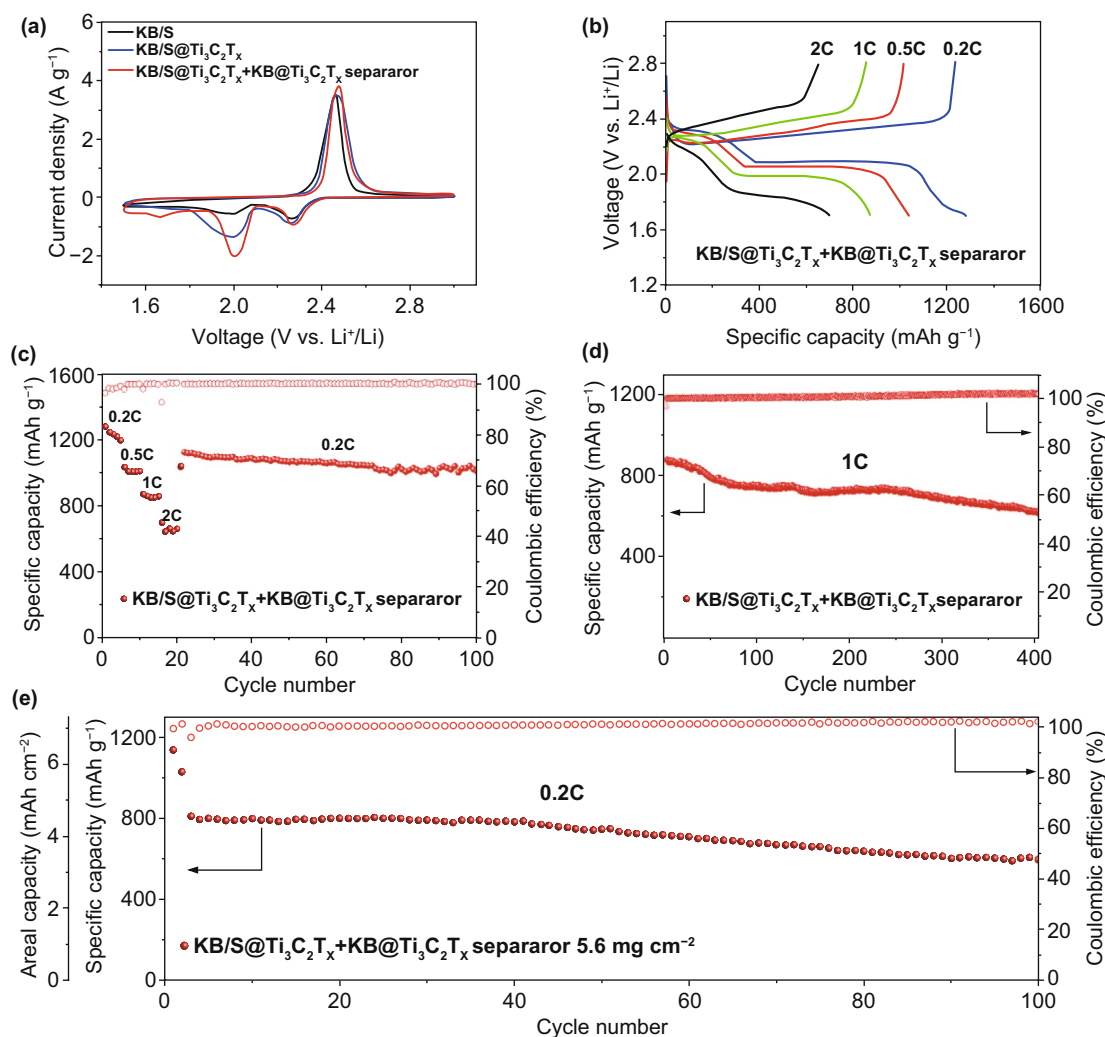 (a)
KB/S
KB/S@Ti₃C₂Tₓ
KB/S@Ti₃C₂Tₓ+KB@Ti₃C₂Tₓ separaror
6
4
2
0
−2
Current density (A g⁻¹)
1.6 2.0 2.4 2.8
Voltage (V vs. Li⁺/Li)
(b)
2C 1C 0.5C 0.2C
2.8
2.4
2.0
1.6
1.2
Voltage (V vs. Li⁺/Li)
KB/S@Ti₃C₂Tₓ+KB@Ti₃C₂Tₓ separaror
0 400 800 1200 1600
Specific capacity (mAh g⁻¹)
(c)
1600
1300
1000
600
400
0
Specific capacity (mAh g⁻¹)
0.2C
0.5C
1C
2C
0.2C
KB/S@Ti₃C₂Tₓ+KB@Ti₃C₂Tₓ separaror
100
80
60
40
20
0
Coulombic efficiency (%)
0 20 40 60 80 100
Cycle number
(d)
1200
800
400
Specific capacity (mAh g⁻¹)
1C
KB/S@Ti₃C₂Tₓ+KB@Ti₃C₂Tₓ separaror
100
80
60
40
20
0
Coulombic efficiency (%)
0 100 200 300 400
Cycle number
(e)
6
4
2
0
Areal capacity (mAh cm⁻²)
1200
800
400
0
Specific capacity (mAh g⁻¹)
0.2C
KB/S@Ti₃C₂Tₓ+KB@Ti₃C₂Tₓ separaror 5.6 mg cm⁻²
100
80
60
40
20
0
Coulombic efficiency (%)
0 20 40 60 80 100
Cycle number